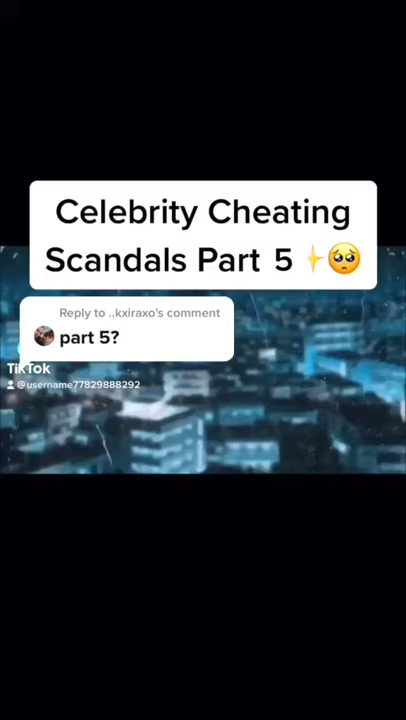 Celebrity Cheating
Scandals Part 5 ✨🥺
Reply to ..kxiraxo's comment
part 5?
TikTok
@username77829888292